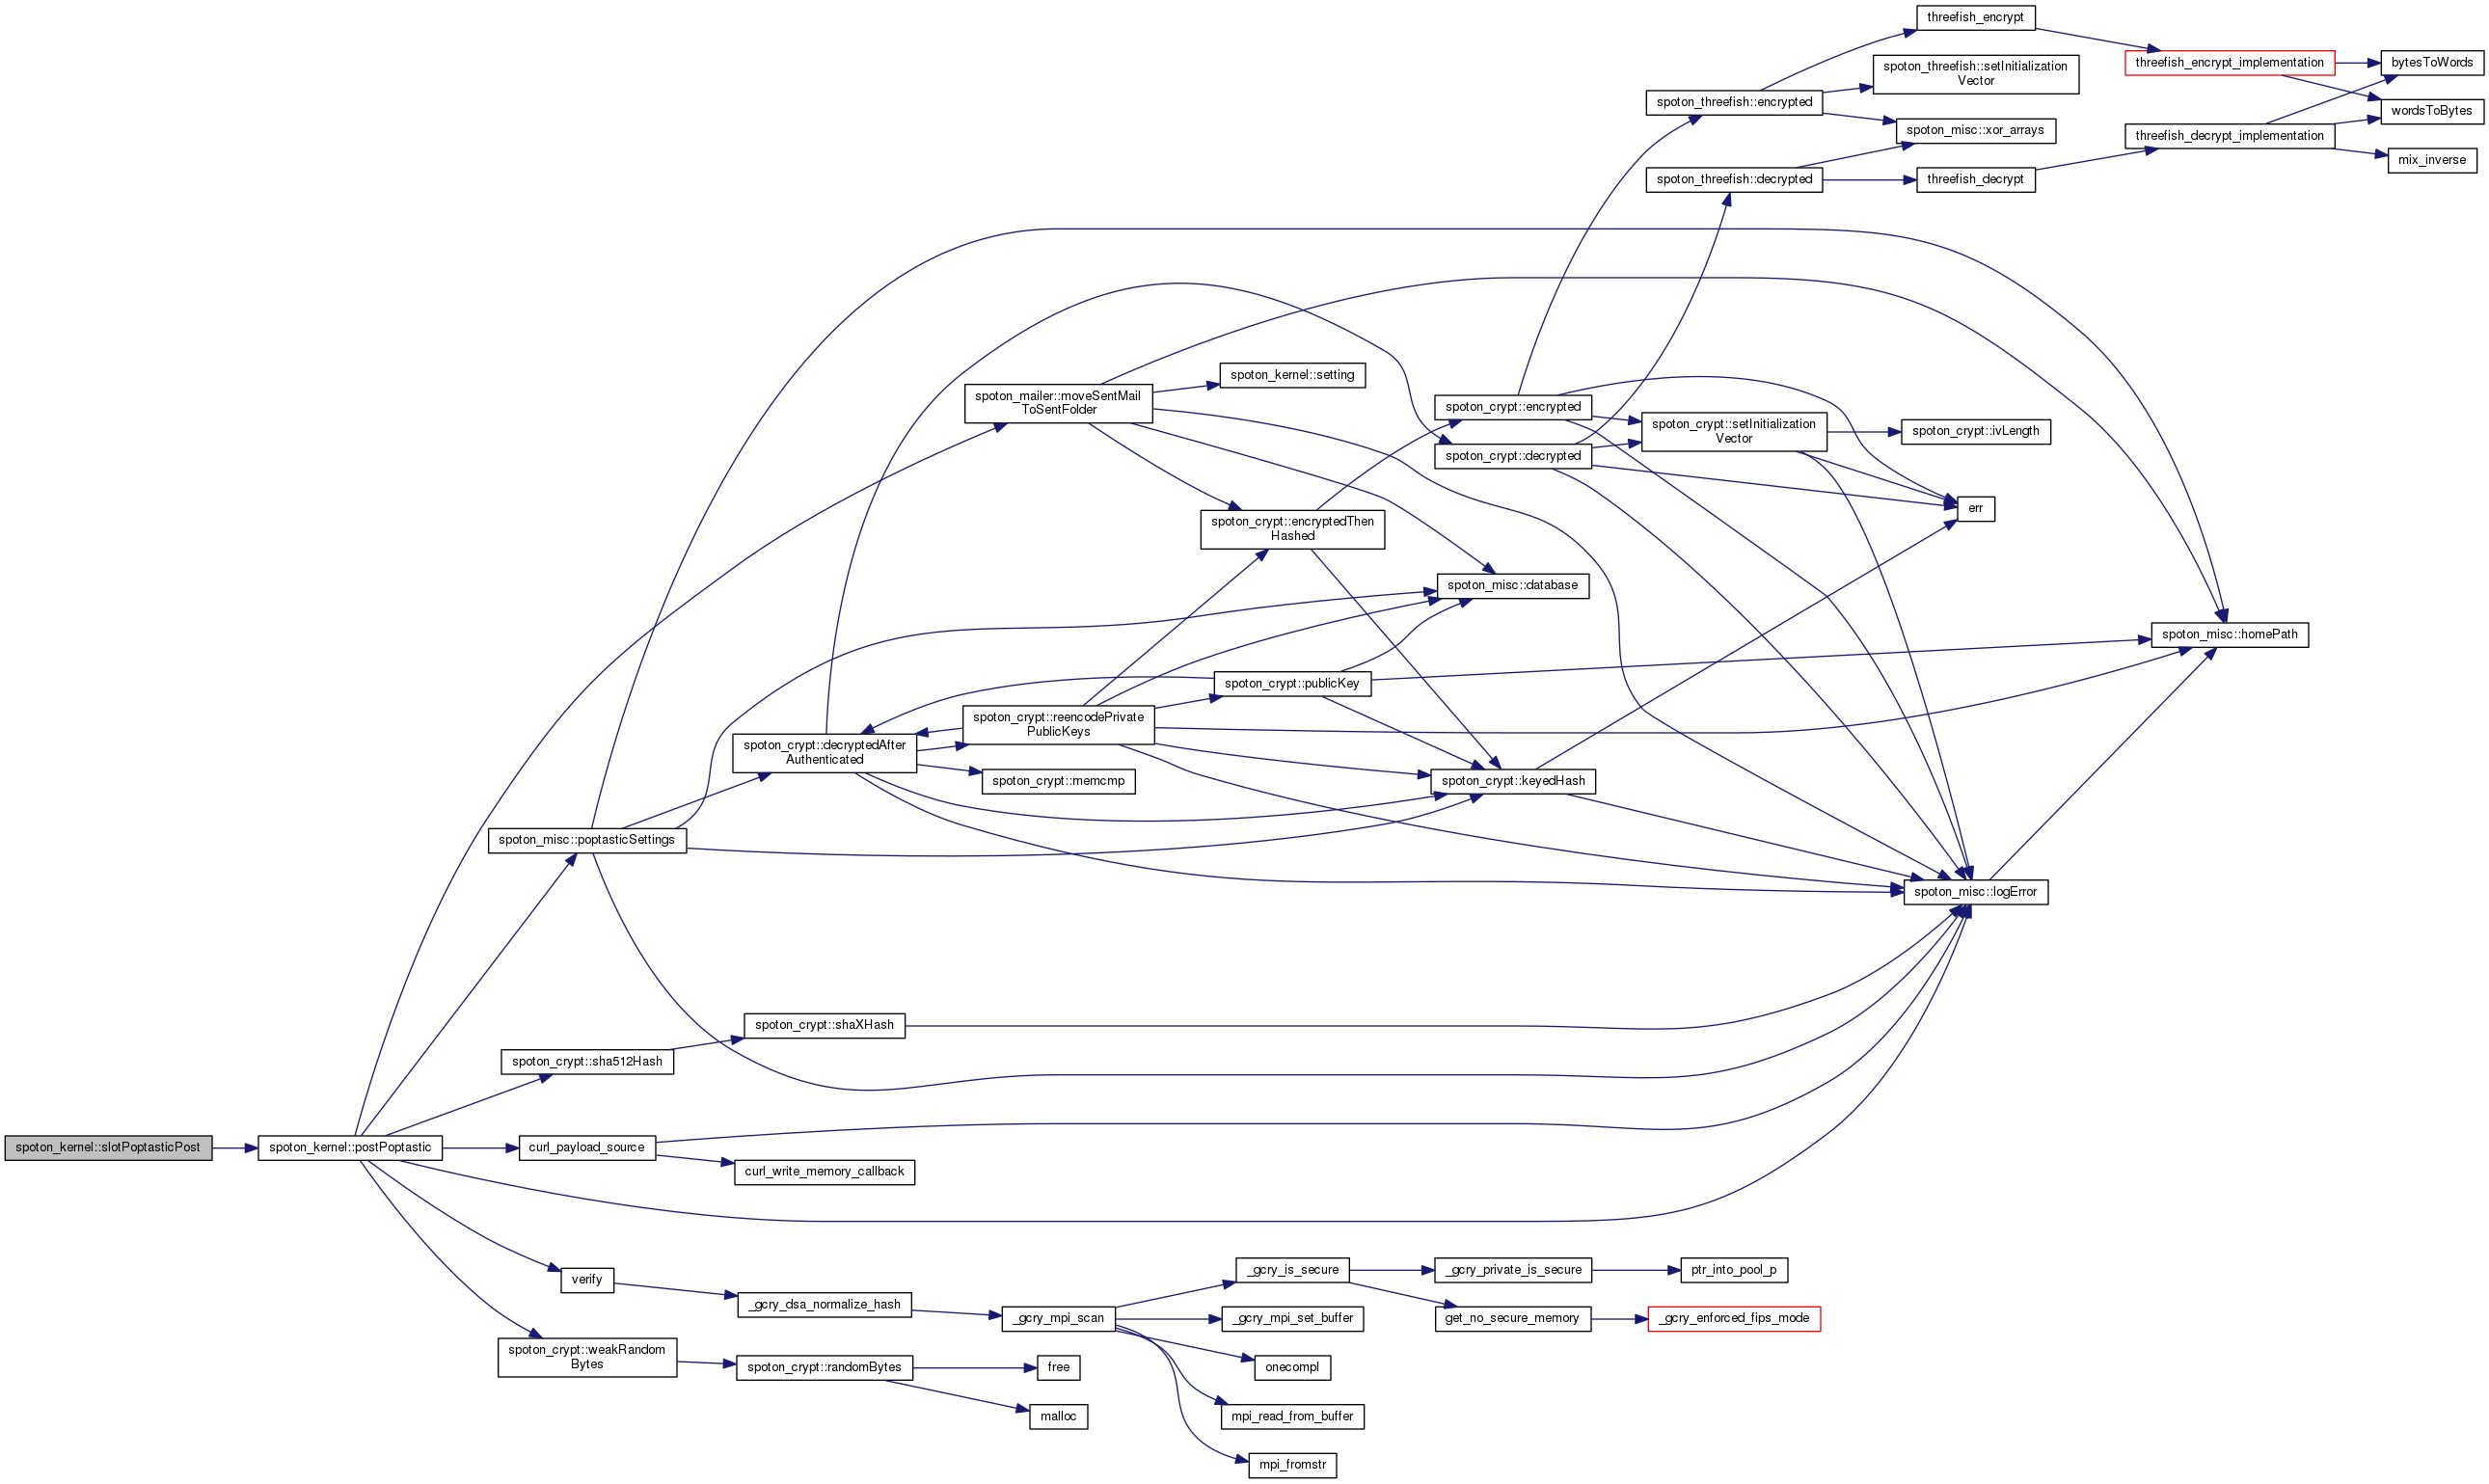 threefish_encrypt
threefish_encrypt_implementation
bytesToWords
spoton_threefish::setInitialization
Vector
spoton_threefish::encrypted
wordsToBytes
spoton_misc::xor_arrays
threefish_decrypt_implementation
mix_inverse
spoton_threefish::decrypted
threefish_decrypt
spoton_kernel::setting
spoton_mailer::moveSentMail
ToSentFolder
spoton_crypt::encrypted
spoton_crypt::setInitialization
Vector
spoton_crypt::ivLength
spoton_crypt::decrypted
err
spoton_crypt::encryptedThen
Hashed
spoton_misc::database
spoton_misc::homePath
spoton_crypt::publicKey
spoton_crypt::reencodePrivate
PublicKeys
spoton_crypt::decryptedAfter
Authenticated
spoton_crypt::memcmp
spoton_crypt::keyedHash
spoton_misc::poptasticSettings
spoton_misc::logError
spoton_crypt::shaXHash
spoton_crypt::sha512Hash
spoton_kernel::slotPoptasticPost
spoton_kernel::postPoptastic
curl_payload_source
curl_write_memory_callback
verify
_gcry_dsa_normalize_hash
_gcry_mpi_scan
_gcry_is_secure
_gcry_private_is_secure
ptr_into_pool_p
_gcry_mpi_set_buffer
get_no_secure_memory
_gcry_enforced_fips_mode
spoton_crypt::weakRandom
Bytes
spoton_crypt::randomBytes
free
onecompl
malloc
mpi_read_from_buffer
mpi_fromstr